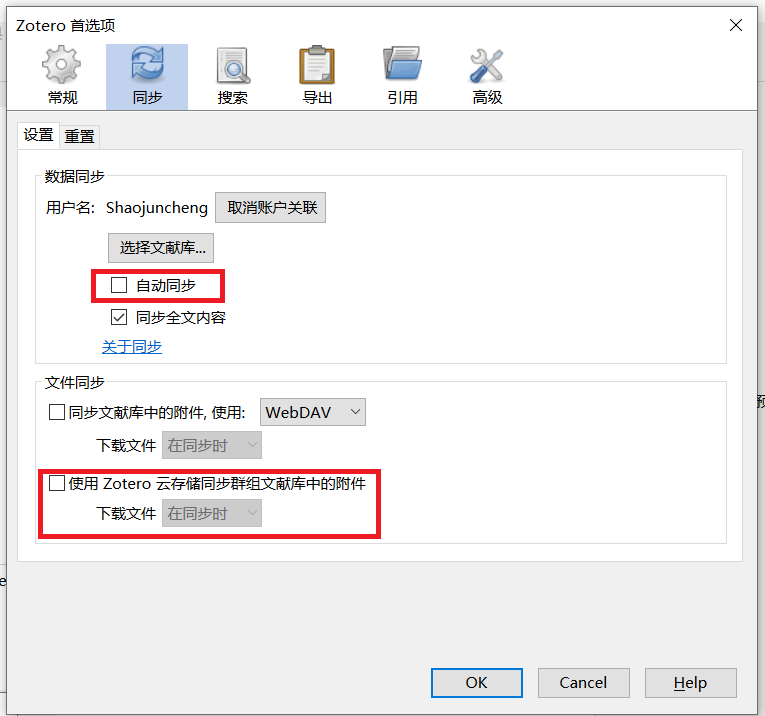 Zotero 首选项
常规 同步 搜索 导出 引用 高级
设置 重置
数据同步
用户名: Shaojuncheng 取消账户关联
选择文献库...
自动同步
同步全文内容
关于同步
文件同步
同步文献库中的附件, 使用: WebDAV
下载文件 在同步时
使用 Zotero 云存储同步群组文献库中的附件
下载文件 在同步时
OK Cancel Help